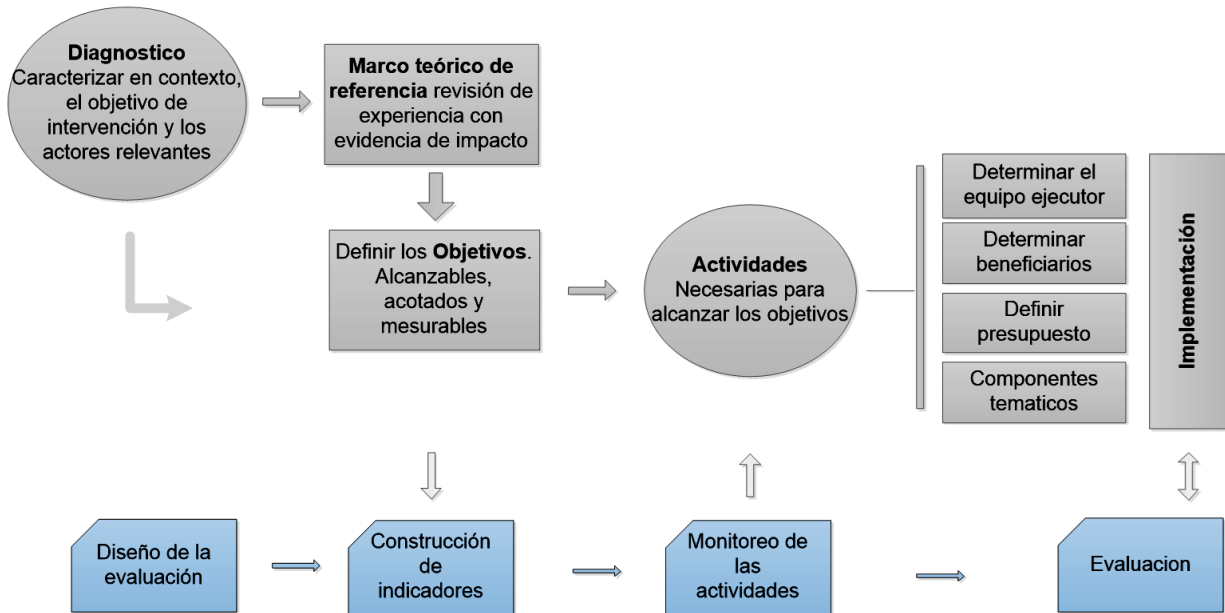 Diagnostico
Caracterizar en contexto,
el objetivo de
intervención y los
actores relevantes
Marco teórico de
referencia revisión de
experiencia con
evidencia de impacto
Definir los Objetivos.
Alcanzables,
acotados y
mesurables
Actividades
Necesarias para
alcanzar los objetivos
Determinar el
equipo ejecutor
Determinar
beneficiarios
Definir
presupuesto
Componentes
tematicos
Implementación
Diseño de la
evaluación
Construcción
de
indicadores
Monitoreo de
las
actividades
Evaluacion